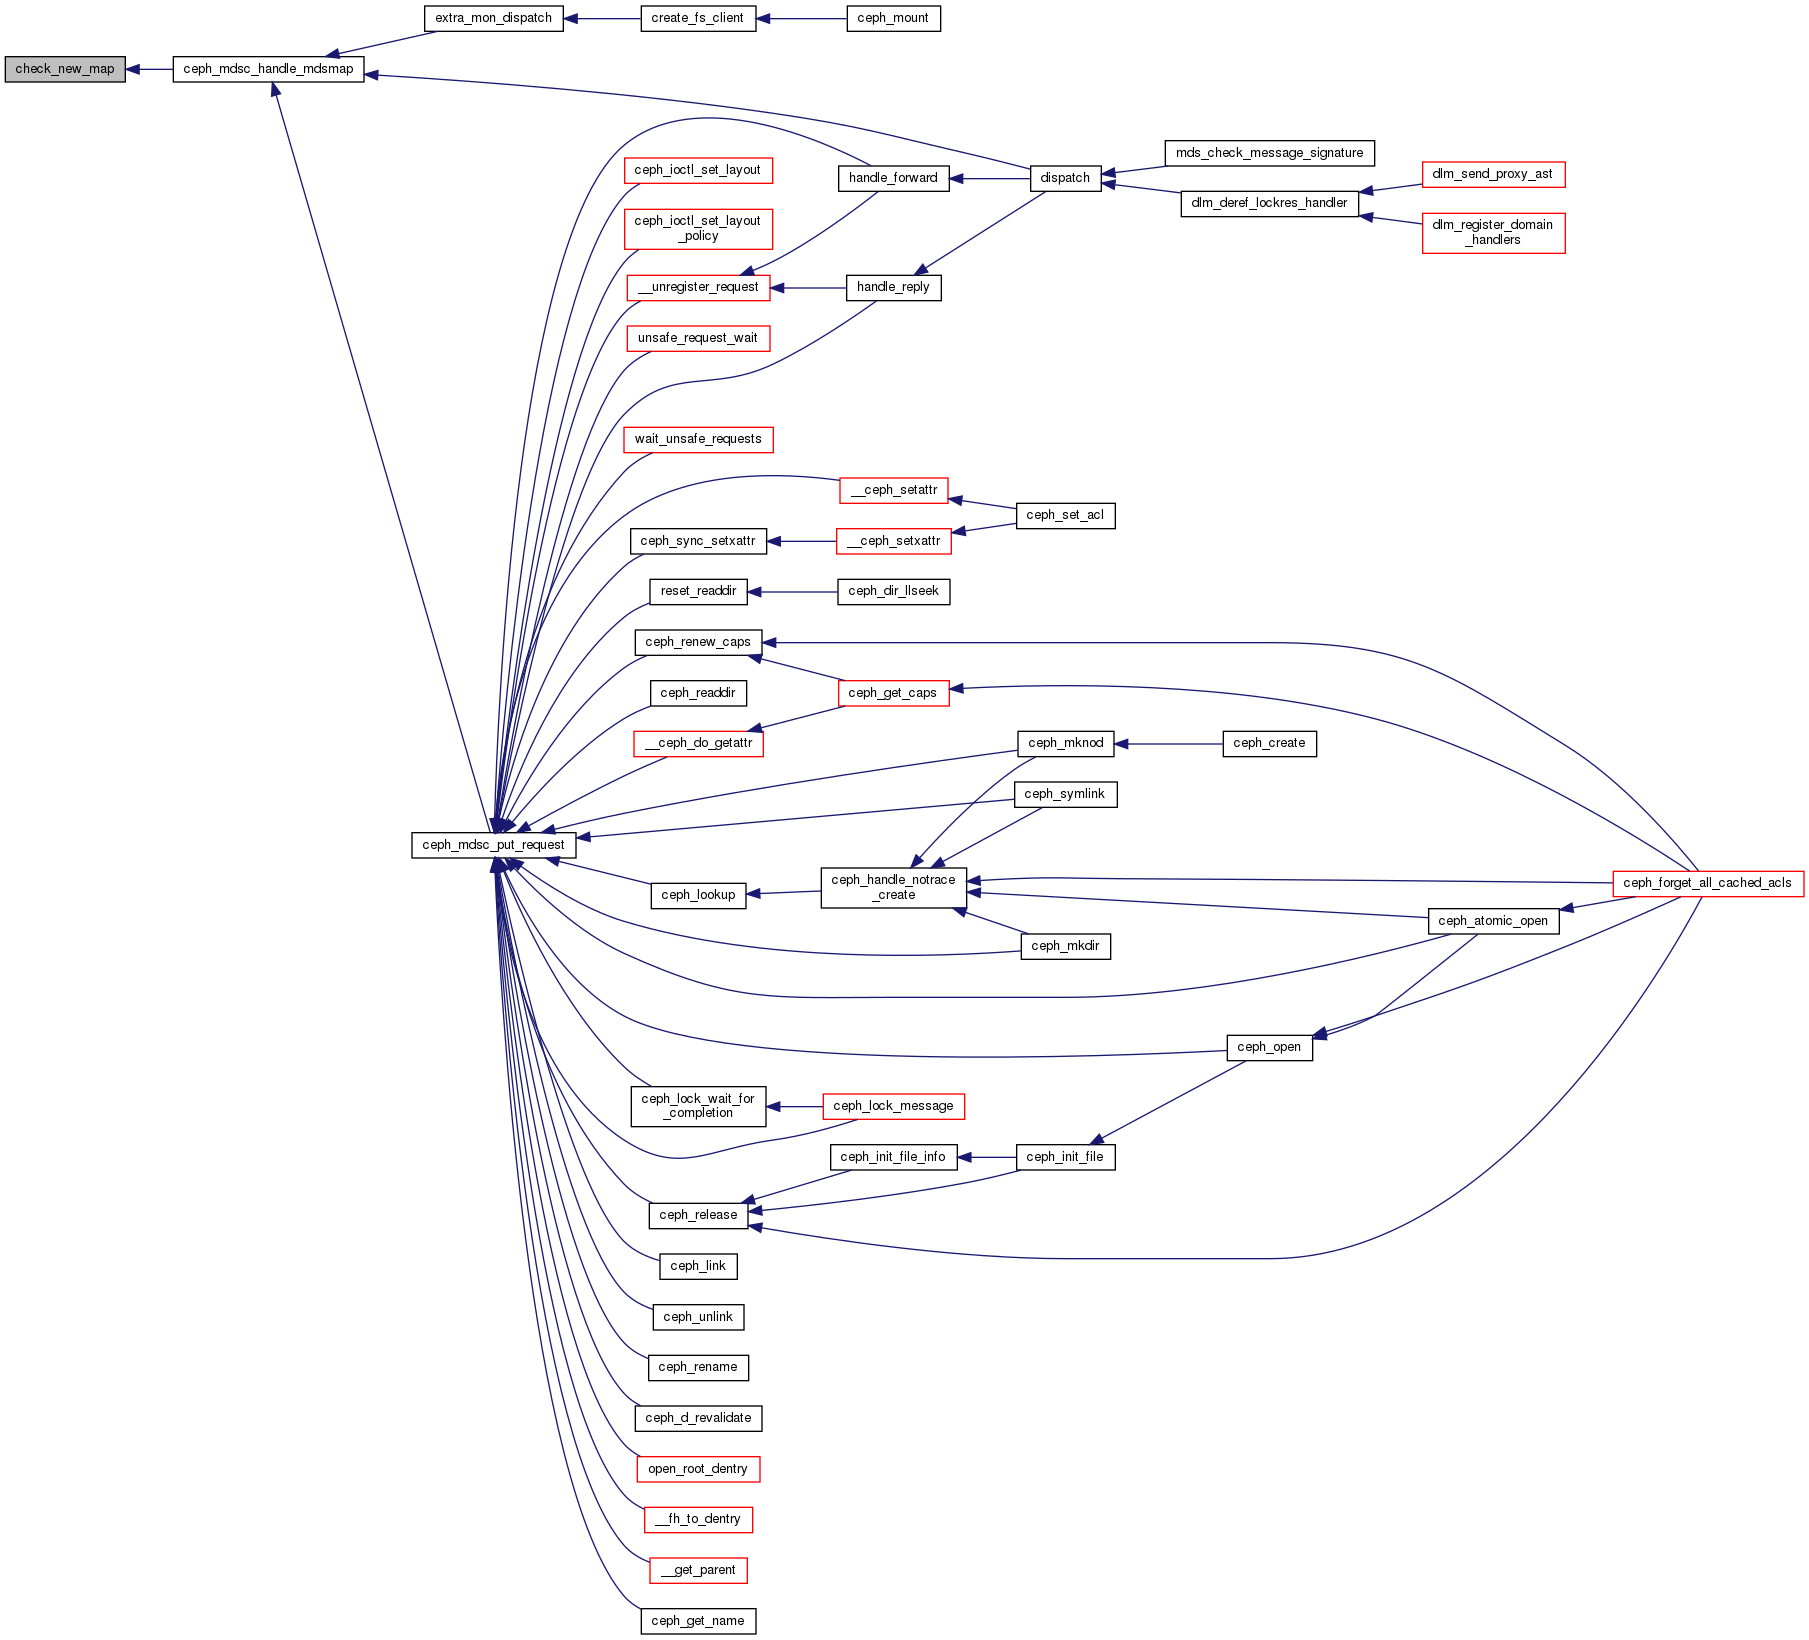 extra_mon_dispatch
create_fs_client
ceph_mount
check_new_map
ceph_mdsc_handle_mdsmap
mds_check_message_signature
ceph_ioctl_set_layout
handle_forward
dispatch
dlm_send_proxy_ast
dlm_deref_lockres_handler
ceph_ioctl_set_layout
_policy
dlm_register_domain
_handlers
__unregister_request
handle_reply
unsafe_request_wait
wait_unsafe_requests
__ceph_setattr
ceph_set_acl
ceph_sync_setxattr
__ceph_setxattr
reset_readdir
ceph_dir_llseek
ceph_renew_caps
ceph_readdir
ceph_get_caps
__ceph_do_getattr
ceph_mknod
ceph_create
ceph_symlink
ceph_mdsc_put_request
ceph_lookup
ceph_handle_notrace
_create
ceph_forget_all_cached_acls
ceph_atomic_open
ceph_mkdir
ceph_open
ceph_lock_wait_for
_completion
ceph_lock_message
ceph_init_file_info
ceph_init_file
ceph_release
ceph_link
ceph_unlink
ceph_rename
ceph_d_revalidate
open_root_dentry
__fh_to_dentry
__get_parent
ceph_get_name